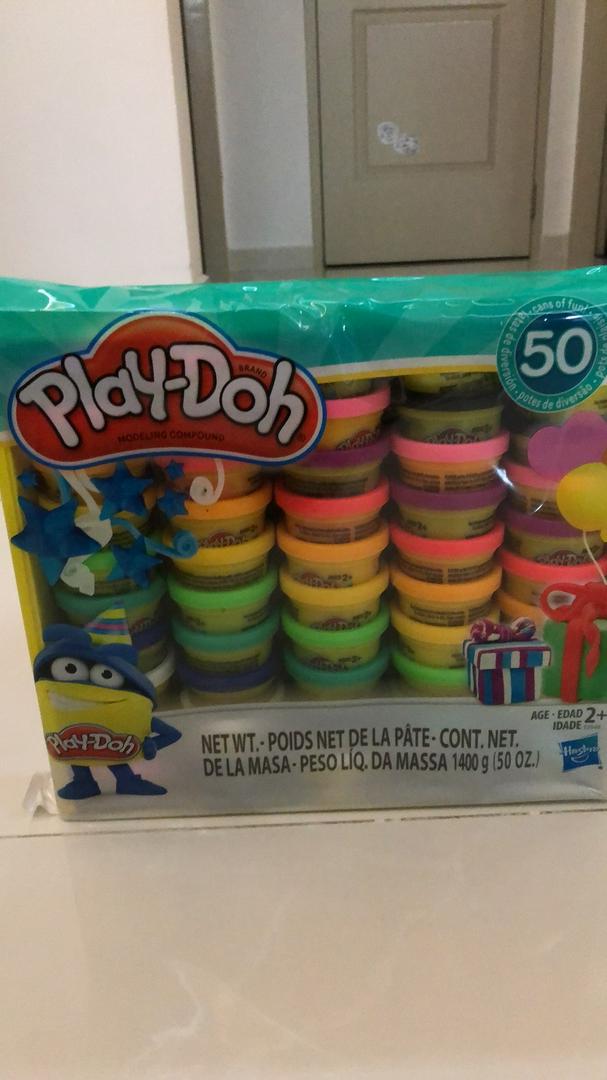 Play-Doh
BRAND
MODELING COMPOUND
cans of fun!
50
potes de diversão
Play-Doh
NET WT.· POIDS NET DE LA PÂTE· CONT. NET.
DE LA MASA· PESO LÍQ. DA MASSA 1400 g (50 OZ.)
AGE · EDAD 2+
IDADE
Hasbro